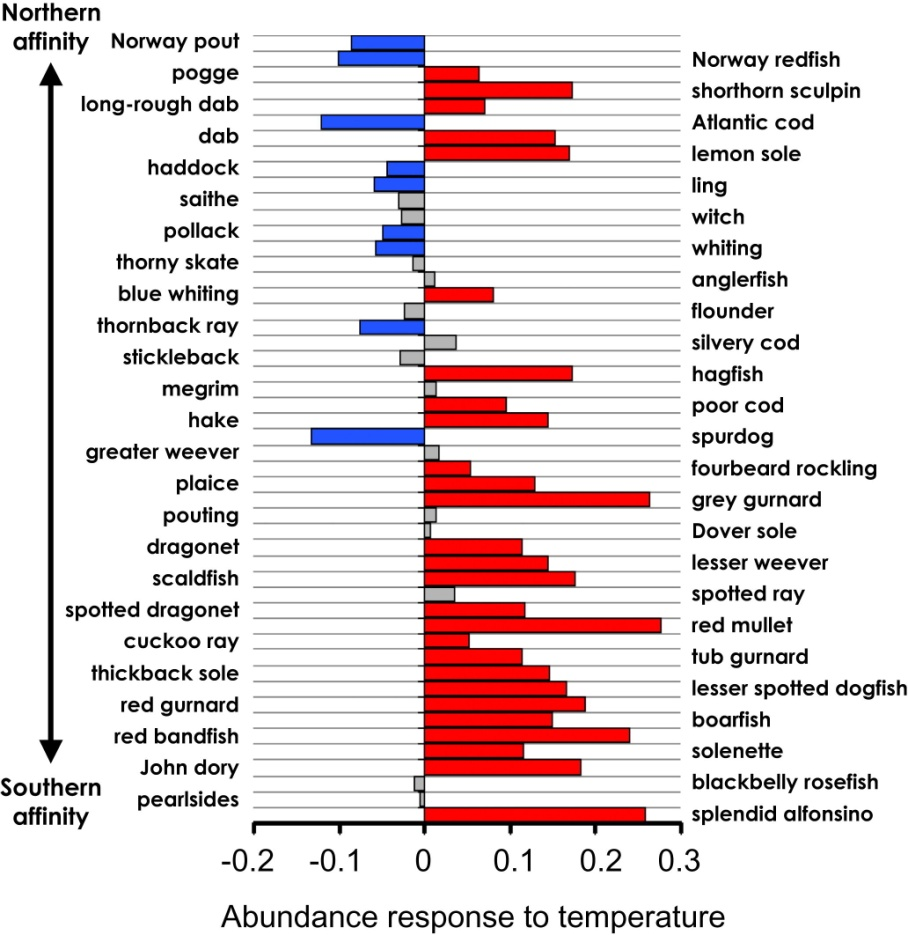 Northern
affinity
Norway pout
Norway redfish
pogge
shorthorn sculpin
long-rough dab
Atlantic cod
dab
lemon sole
haddock
ling
saithe
witch
pollack
whiting
thorny skate
anglerfish
blue whiting
flounder
thornback ray
silvery cod
stickleback
hagfish
megrim
poor cod
hake
spurdog
greater weever
fourbeard rockling
plaice
grey gurnard
pouting
Dover sole
dragonet
lesser weever
scaldfish
spotted ray
spotted dragonet
red mullet
cuckoo ray
tub gurnard
thickback sole
lesser spotted dogfish
red gurnard
boarfish
red bandfish
solenette
John dory
blackbelly rosefish
Southern
affinity
pearlsides
splendid alfonsino
-0.2 -0.1 0 0.1 0.2 0.3
Abundance response to temperature